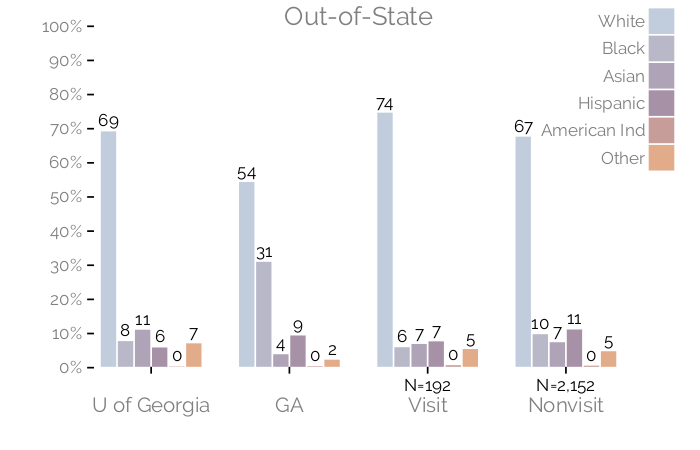 Out-of-State
White
Black
Asian
Hispanic
American Ind
Other
100%
90%
80%
70%
60%
50%
40%
30%
20%
10%
0%
69 8 11 6 0 7
54 31 4 9 0 2
74 6 7 7 0 5
67 10 7 11 0 5
N=192 N=2,152
U of Georgia GA Visit Nonvisit